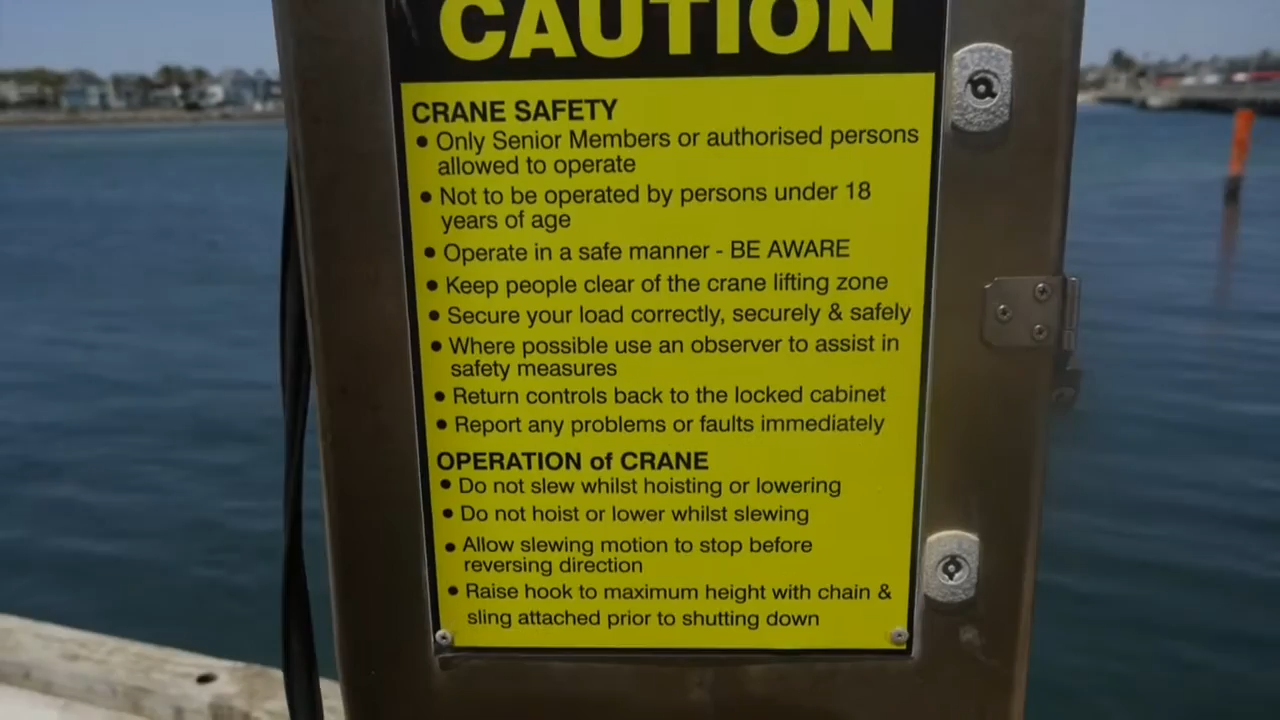 CAUTION
CRANE SAFETY
• Only Senior Members or authorised persons
allowed to operate
• Not to be operated by persons under 18
years of age
• Operate in a safe manner - BE AWARE
• Keep people clear of the crane lifting zone
• Secure your load correctly, securely & safely
• Where possible use an observer to assist in
safety measures
• Return controls back to the locked cabinet
• Report any problems or faults immediately
OPERATION of CRANE
• Do not slew whilst hoisting or lowering
• Do not hoist or lower whilst slewing
• Allow slewing motion to stop before
reversing direction
• Raise hook to maximum height with chain &
sling attached prior to shutting down